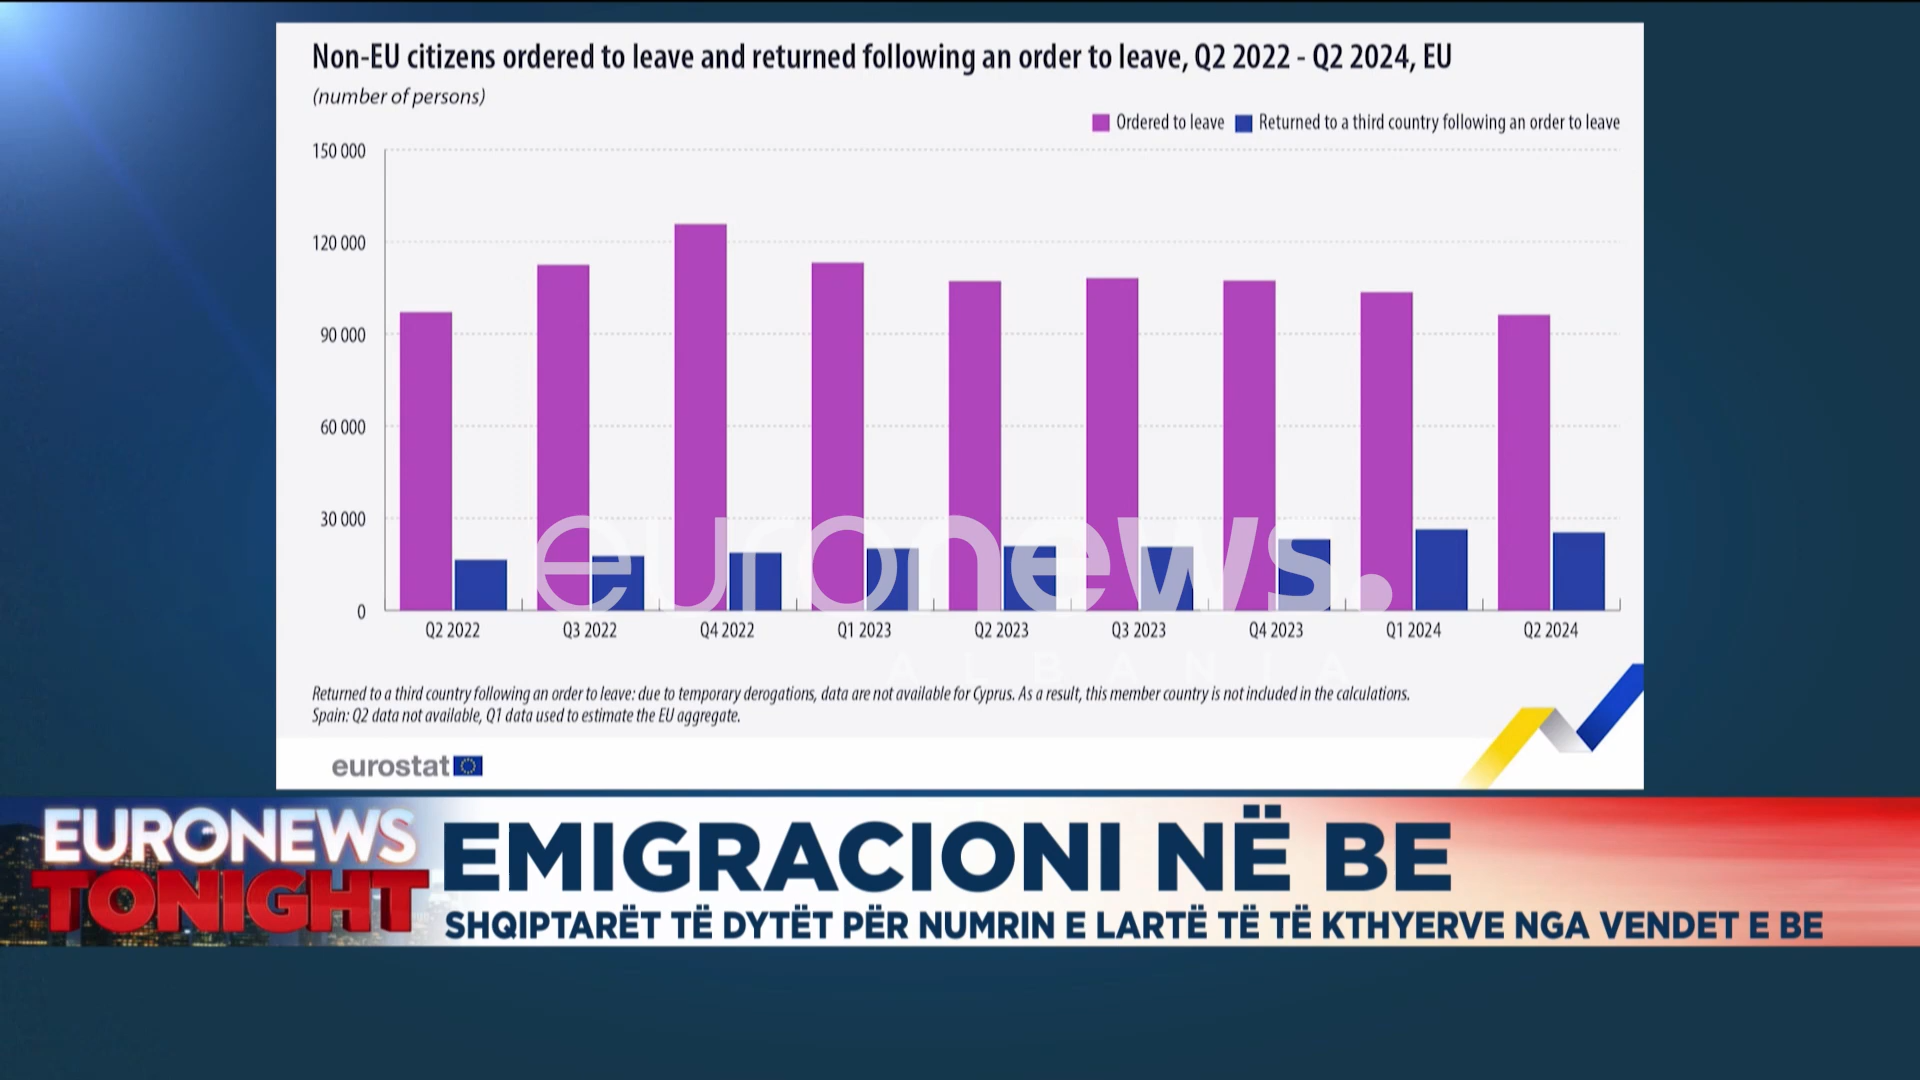 Non-EU citizens ordered to leave and returned following an order to leave, Q2 2022 - Q2 2024, EU
(number of persons)
Ordered to leave Returned to a third country following an order to leave
150 000
120 000
90 000
60 000
30 000
0
Q2 2022 Q3 2022 Q4 2022 Q1 2023 Q2 2023 Q3 2023 Q4 2023 Q1 2024 Q2 2024
euronews.
ALBANIA
Returned to a third country following an order to leave: due to temporary derogations, data are not available for Cyprus. As a result, this member country is not included in the calculations.
Spain: Q2 data not available, Q1 data used to estimate the EU aggregate.
eurostat
EURONEWS
TONIGHT
EMIGRACIONI NË BE
SHQIPTARËT TË DYTËT PËR NUMRIN E LARTË TË TË KTHYERVE NGA VENDET E BE